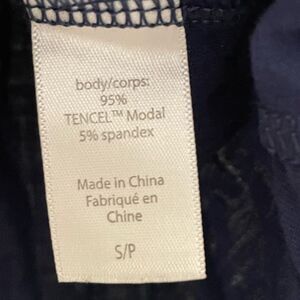 body/corps:
95%
TENCEL™ Modal
5% spandex
Made in China
Fabriqué en
Chine
S/P